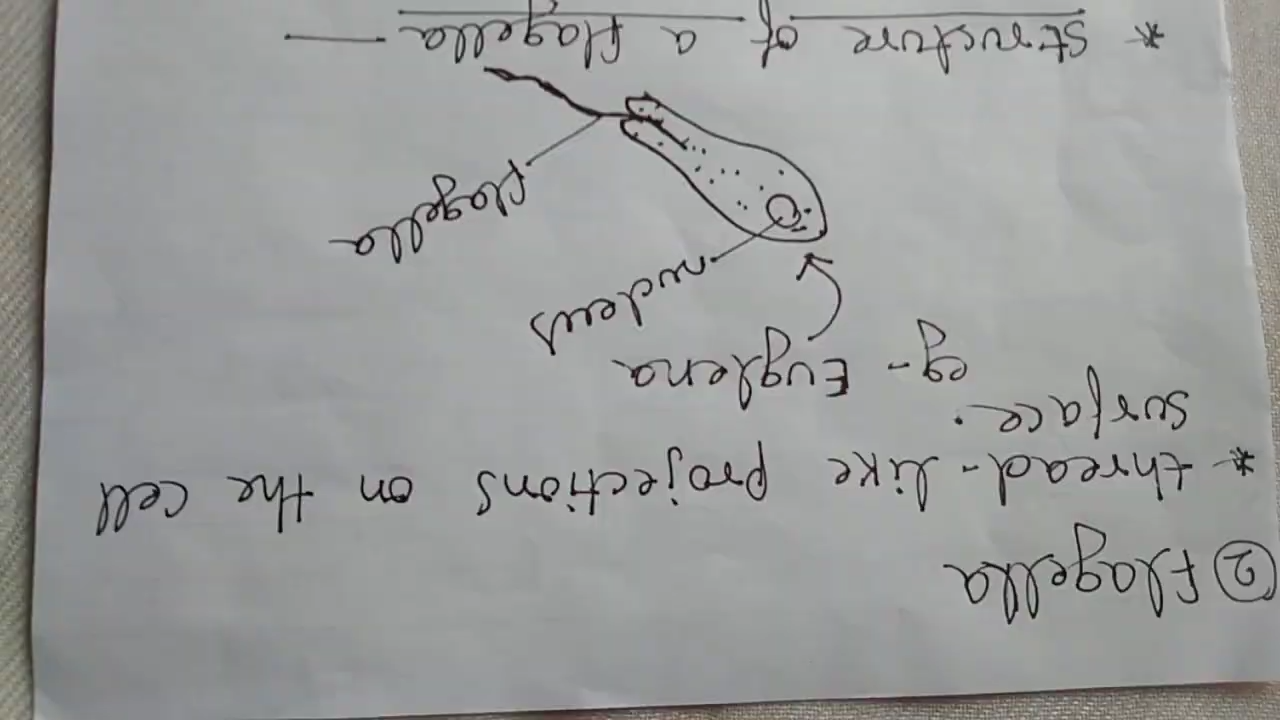 ② Flagella
* thread-like projections on the cell
surface.
eg- Euglena
nucleus
flagella
* structure of a flagella —